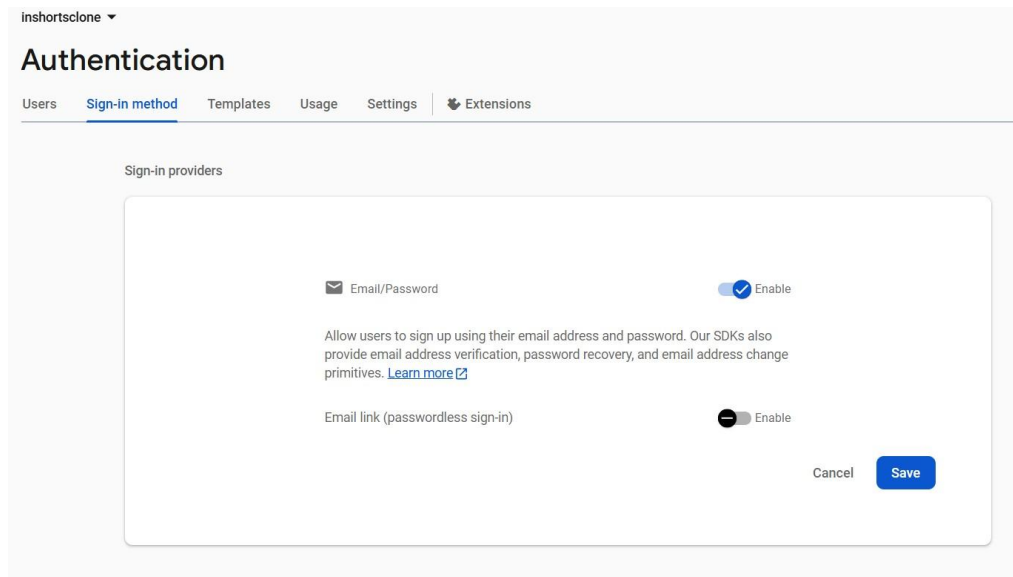 inshortsclone
Authentication
Users Sign-in method Templates Usage Settings Extensions
Sign-in providers
Email/Password Enable
Allow users to sign up using their email address and password. Our SDKs also
provide email address verification, password recovery, and email address change
primitives. Learn more
Email link (passwordless sign-in) Enable
Cancel Save